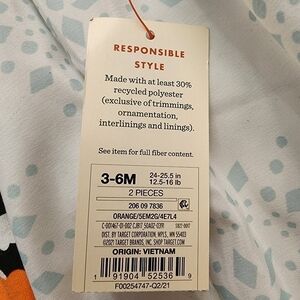 RESPONSIBLE
STYLE
Made with at least 30%
recycled polyester
(exclusive of trimmings,
ornamentation,
interlinings and linings).
See item for full fiber content.
3-6M
24-25.5 in
12.5-16 lb
2 PIECES
206 09 7836
ORANGE/5EM2G/4E7L4
DIST. BY TARGET CORPORATION, MPLS, MN 55403
©2021 TARGET BRANDS, INC. SHOP TARGET.COM
ORIGIN: VIETNAM
1 91904 52536 9
F00254747-Q2/21